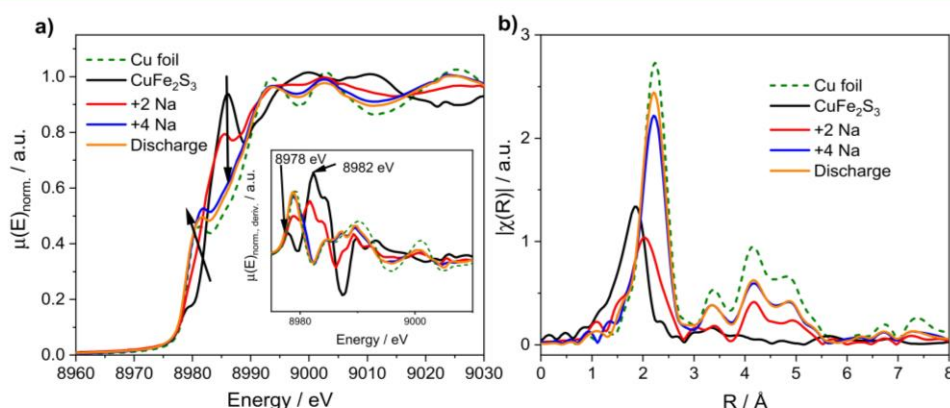 a)
μ(E)norm. / a.u.
1.0
0.8
0.6
0.4
0.2
0.0
Cu foil
CuFe2S3
+2 Na
+4 Na
Discharge
8978 eV
8982 eV
μ(E)norm., deriv. / a.u.
8980
9000
Energy / eV
8960
8970
8980
8990
9000
9010
9020
9030
Energy / eV
b)
|χ(R)| / a.u.
3
2
1
0
Cu foil
CuFe2S3
+2 Na
+4 Na
Discharge
0
1
2
3
4
5
6
7
8
R / Å